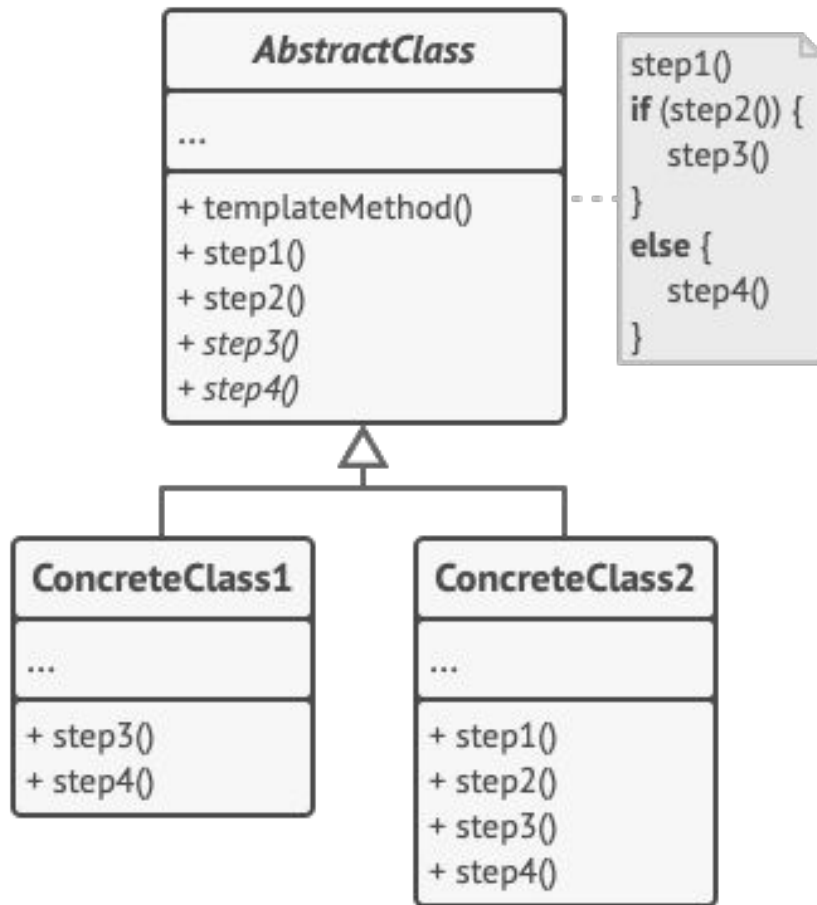 AbstractClass
...
+ templateMethod()
+ step1()
+ step2()
+ step3()
+ step4()
step1()
if (step2()) {
step3()
}
else {
step4()
}
ConcreteClass1
...
+ step3()
+ step4()
ConcreteClass2
...
+ step1()
+ step2()
+ step3()
+ step4()